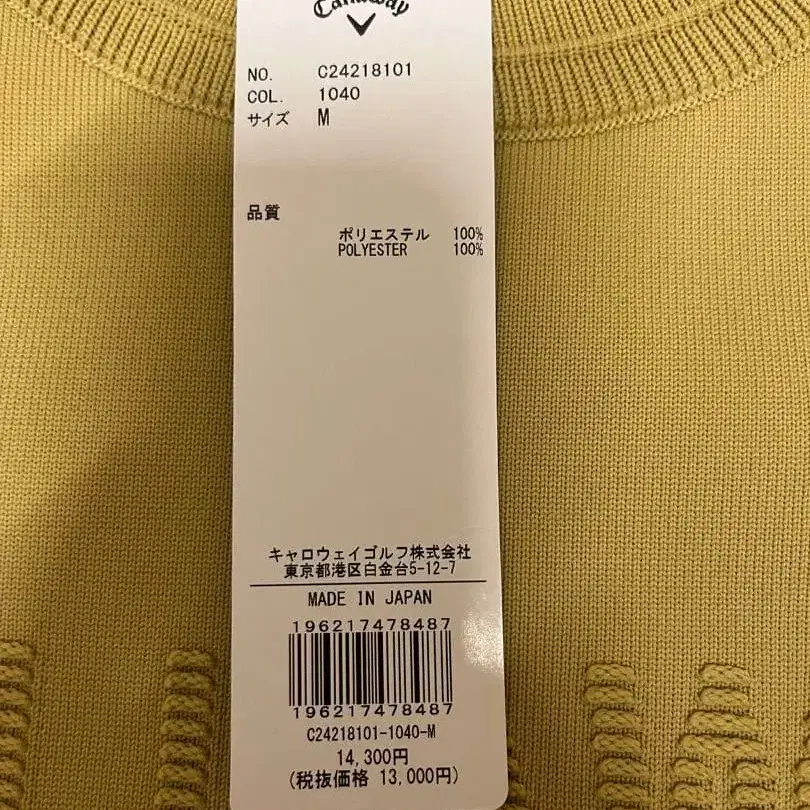 Callaway
NO. C24218101
COL. 1040
サイズ M
品質
ポリエステル 100%
POLYESTER 100%
キャロウェイゴルフ株式会社
東京都港区白金台5-12-7
MADE IN JAPAN
196217478487
196217478487
C24218101-1040-M
14,300円
(税抜価格 13,000円)